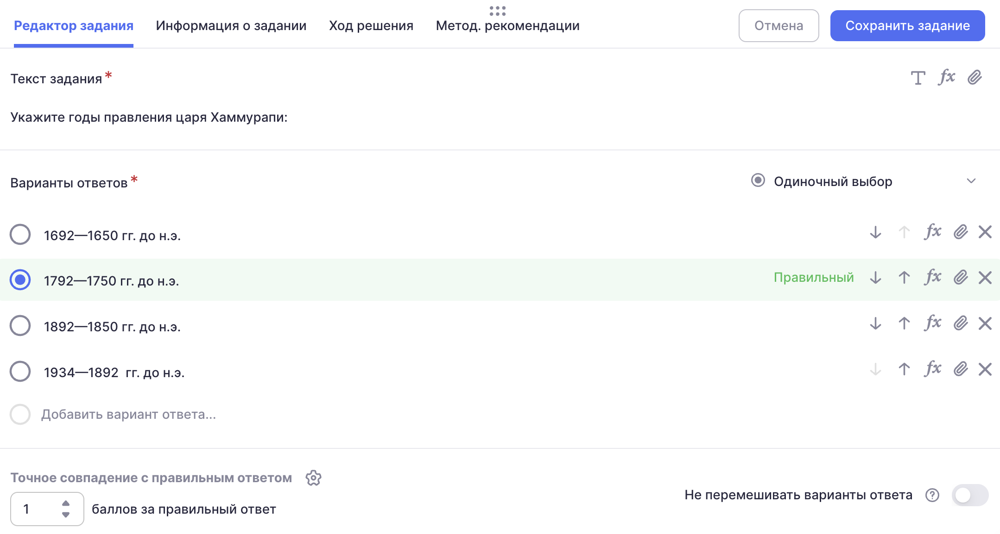 Редактор задания Информация о задании Ход решения Метод. рекомендации Отмена Сохранить задание
Текст задания*
Укажите годы правления царя Хаммурапи:
Варианты ответов* Одиночный выбор
1692—1650 гг. до н.э.
1792—1750 гг. до н.э. Правильный
1892—1850 гг. до н.э.
1934—1892  гг. до н.э.
Добавить вариант ответа...
Точное совпадение с правильным ответом
Не перемешивать варианты ответа
1 баллов за правильный ответ